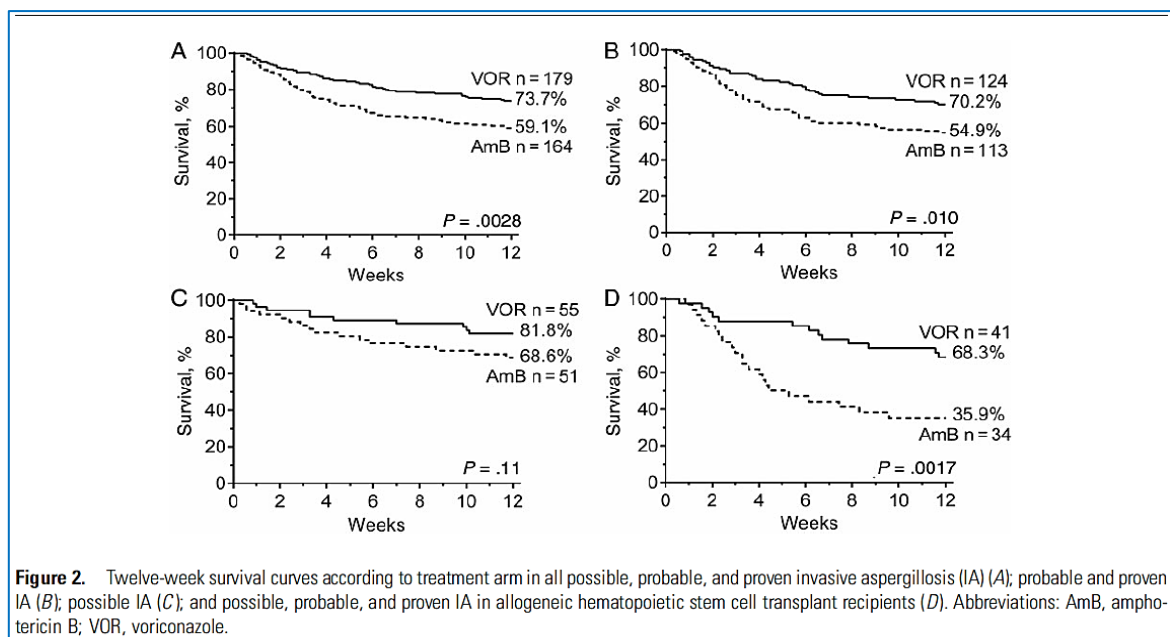 A
100
80
60
40
20
0
Survival, %
VOR n = 179
73.7%
59.1%
AmB n = 164
P = .0028
0 2 4 6 8 10 12
Weeks
B
100
80
60
40
20
0
Survival, %
VOR n = 124
70.2%
54.9%
AmB n = 113
P = .010
0 2 4 6 8 10 12
Weeks
C
100
80
60
40
20
0
Survival, %
VOR n = 55
81.8%
68.6%
AmB n = 51
P = .11
0 2 4 6 8 10 12
Weeks
D
100
80
60
40
20
0
Survival, %
VOR n = 41
68.3%
35.9%
AmB n = 34
P = .0017
0 2 4 6 8 10 12
Weeks
Figure 2. Twelve-week survival curves according to treatment arm in all possible, probable, and proven invasive aspergillosis (IA) (A); probable and proven
IA (B); possible IA (C); and possible, probable, and proven IA in allogeneic hematopoietic stem cell transplant recipients (D). Abbreviations: AmB, ampho-
tericin B; VOR, voriconazole.